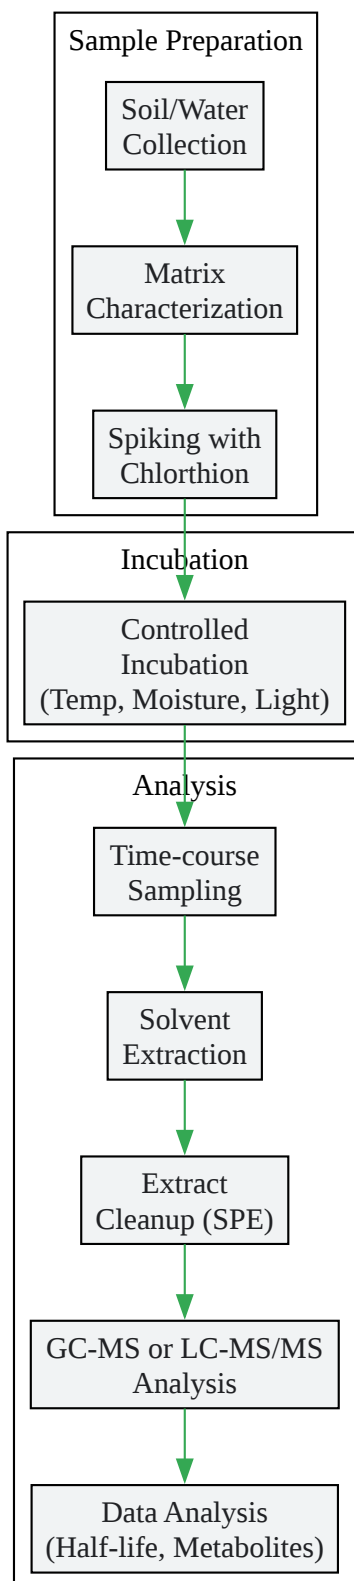 Sample Preparation
Soil/Water
Collection
Matrix
Characterization
Spiking with
Chlorthion
Incubation
Controlled
Incubation
(Temp, Moisture, Light)
Analysis
Time-course
Sampling
Solvent
Extraction
Extract
Cleanup (SPE)
GC-MS or LC-MS/MS
Analysis
Data Analysis
(Half-life, Metabolites)